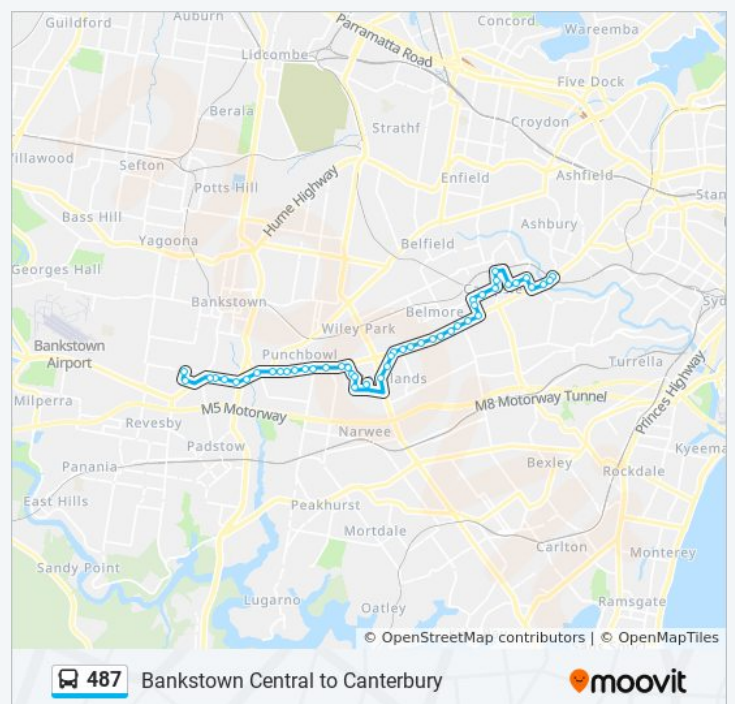 Guildford
Auburn
Concord
Wareemba
Parramatta Road
Lidcombe
Five Dock
Berala
Strathf
Croydon
illawood
Sefton
Potts Hill
Enfield
Ashfield
Stan
Bass Hill
Hume Highway
Ashbury
Yagoona
Belfield
Georges Hall
Bankstown
Belmore
Syd
Bankstown
Airport
Wiley Park
Punchbowl
Turrella
lands
Milperra
M5 Motorway
M8 Motorway Tunnel
Princes Highway
Revesby
Narwee
Padstow
Kyeema
Panania
Bexley
Rockdale
East Hills
Peakhurst
Mortdale
Carlton
Monterey
Sandy Point
Lugarno
Oatley
Ramsgate
© OpenStreetMap contributors | © OpenMapTiles
487 Bankstown Central to Canterbury
moovit